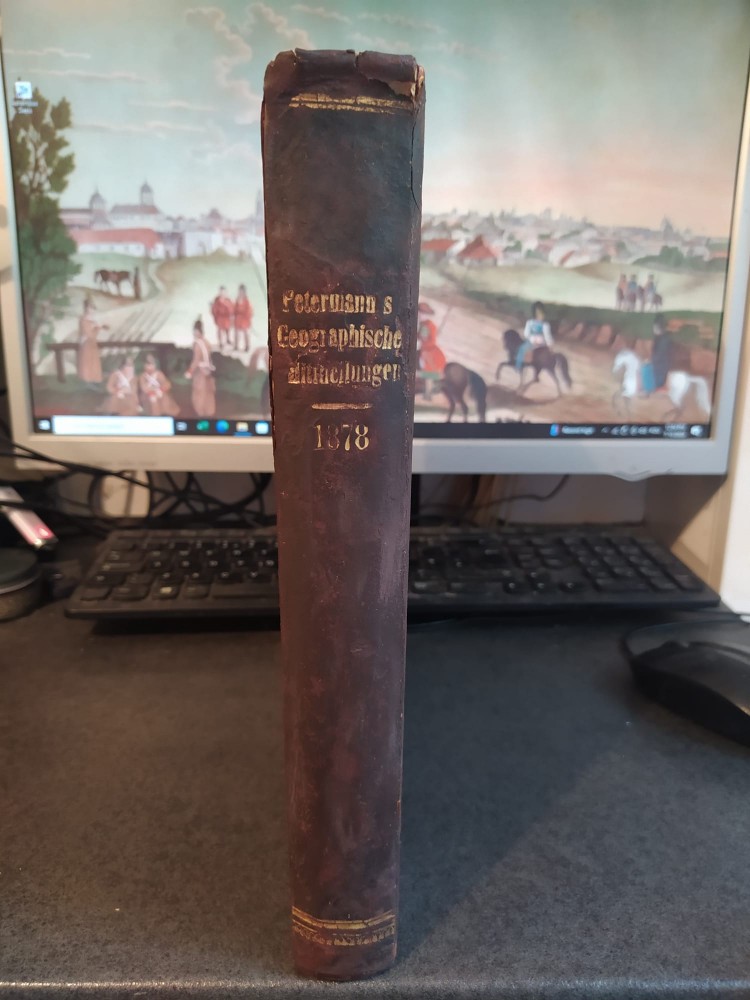 Petermann s
Geographische
Mittheilungen
1878